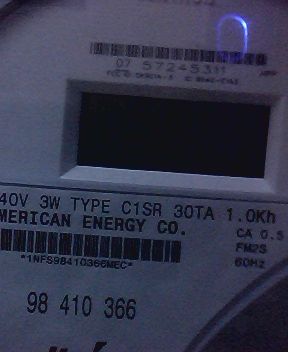 07 57245311
40V 3W TYPE C1SR 30TA 1.0Kh
MERICAN ENERGY CO.
CA 0.5
FM2S
60Hz
*1NFS98410366MEC*
98 410 366